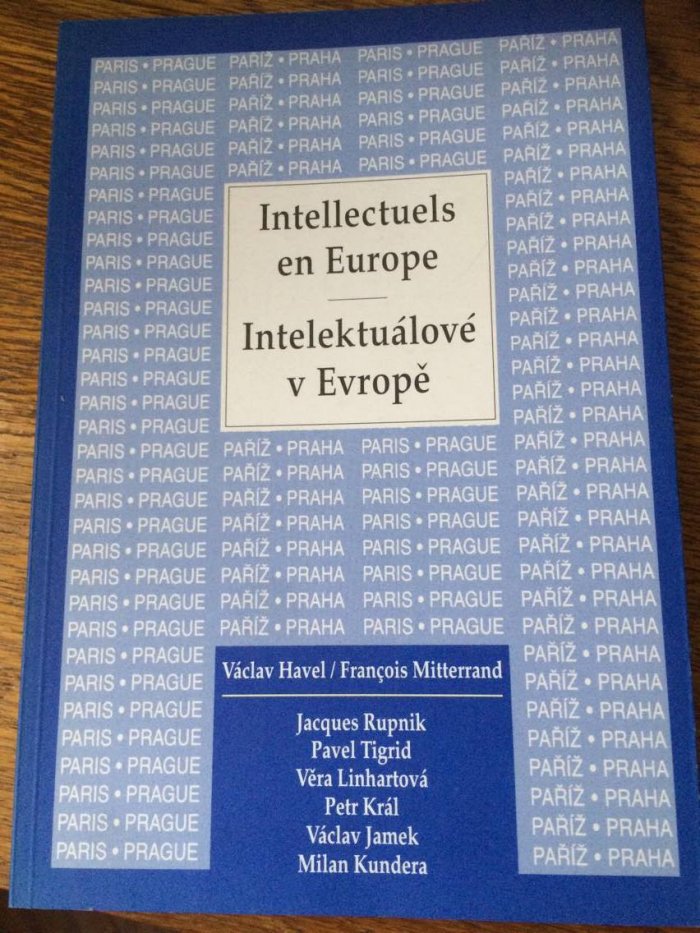 PARIS • PRAGUE PAŘÍŽ • PRAHA PARIS • PRAGUE PAŘÍŽ • PRAHA
PARIS • PRAGUE PAŘÍŽ • PRAHA PARIS • PRAGUE PAŘÍŽ • PRAHA
PARIS • PRAGUE PAŘÍŽ • PRAHA PARIS • PRAGUE PAŘÍŽ • PRAHA
PARIS • PRAGUE PAŘÍŽ • PRAHA PARIS • PRAGUE PAŘÍŽ • PRAHA
PARIS • PRAGUE PAŘÍŽ • PRAHA PARIS • PRAGUE PAŘÍŽ • PRAHA
PARIS • PRAGUE PAŘÍŽ • PRAHA PARIS • PRAGUE PAŘÍŽ • PRAHA
PARIS • PRAGUE PAŘÍŽ • PRAHA
PARIS • PRAGUE PAŘÍŽ • PRAHA
PARIS • PRAGUE PAŘÍŽ • PRAHA
PARIS • PRAGUE PAŘÍŽ • PRAHA
PARIS • PRAGUE PAŘÍŽ • PRAHA
PARIS • PRAGUE PAŘÍŽ • PRAHA
PARIS • PRAGUE PAŘÍŽ • PRAHA
PARIS • PRAGUE PAŘÍŽ • PRAHA
PARIS • PRAGUE PAŘÍŽ • PRAHA
PARIS • PRAGUE PAŘÍŽ • PRAHA
PARIS • PRAGUE PAŘÍŽ • PRAHA
Intellectuels
en Europe
Intelektuálové
v Evropě
PARIS • PRAGUE PAŘÍŽ • PRAHA PARIS • PRAGUE PAŘÍŽ • PRAHA
PARIS • PRAGUE PAŘÍŽ • PRAHA PARIS • PRAGUE PAŘÍŽ • PRAHA
PARIS • PRAGUE PAŘÍŽ • PRAHA PARIS • PRAGUE PAŘÍŽ • PRAHA
PARIS • PRAGUE PAŘÍŽ • PRAHA PARIS • PRAGUE PAŘÍŽ • PRAHA
PARIS • PRAGUE PAŘÍŽ • PRAHA PARIS • PRAGUE PAŘÍŽ • PRAHA
PARIS • PRAGUE PAŘÍŽ • PRAHA PARIS • PRAGUE PAŘÍŽ • PRAHA
PARIS • PRAGUE PAŘÍŽ • PRAHA PARIS • PRAGUE PAŘÍŽ • PRAHA
PARIS • PRAGUE PAŘÍŽ • PRAHA PARIS • PRAGUE PAŘÍŽ • PRAHA
PARIS • PRAGUE PAŘÍŽ • PRAHA
PARIS • PRAGUE PAŘÍŽ • PRAHA
PARIS • PRAGUE PAŘÍŽ • PRAHA
PARIS • PRAGUE PAŘÍŽ • PRAHA
PARIS • PRAGUE PAŘÍŽ • PRAHA
PARIS • PRAGUE PAŘÍŽ • PRAHA
PARIS • PRAGUE PAŘÍŽ • PRAHA
PARIS • PRAGUE PAŘÍŽ • PRAHA
Václav Havel / François Mitterrand
Jacques Rupnik
Pavel Tigrid
Věra Linhartová
Petr Král
Václav Jamek
Milan Kundera